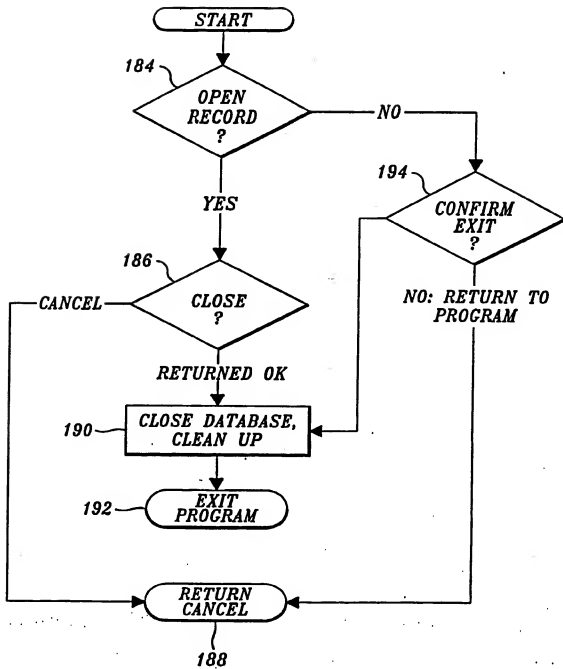 START
184
OPEN
RECORD
?
NO
194
CONFIRM
EXIT
?
YES
186
CLOSE
?
CANCEL
NO: RETURN TO
PROGRAM
RETURNED OK
190
CLOSE DATABASE,
CLEAN UP
192
EXIT
PROGRAM
RETURN
CANCEL
188